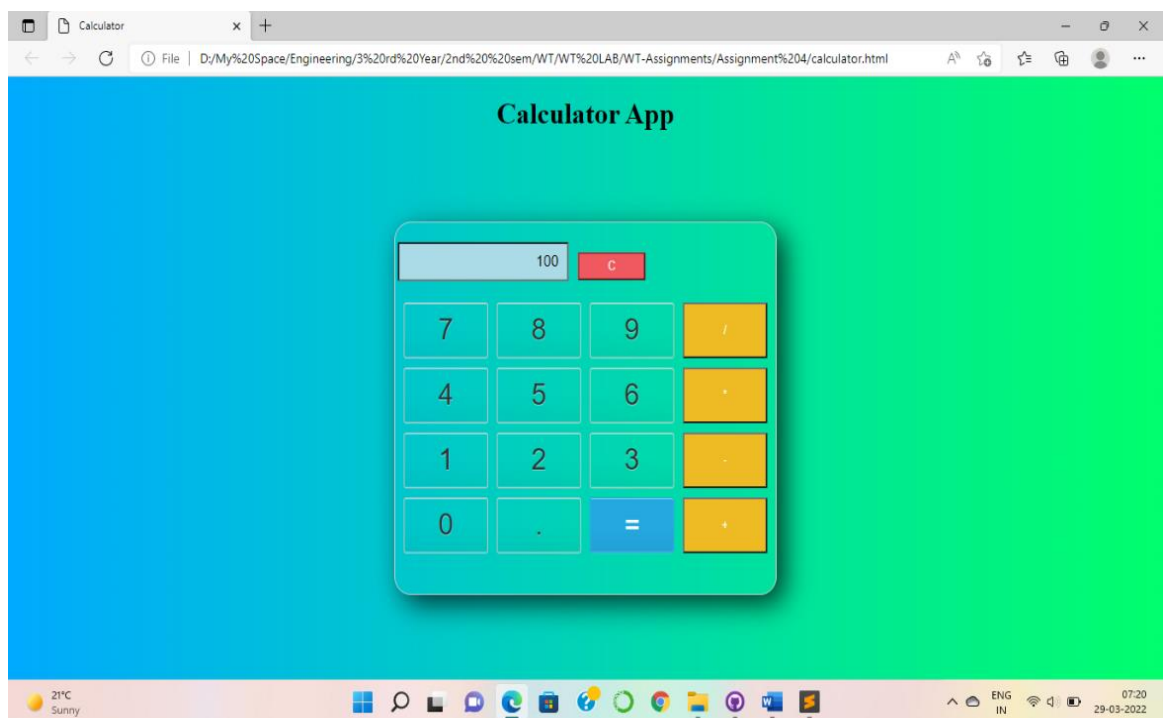 Calculator
File D:/My%20Space/Engineering/3%20rd%20Year/2nd%20%20sem/WT/WT%20LAB/WT-Assignments/Assignment%204/calculator.html
Calculator App
100 C
7 8 9 /
4 5 6 *
1 2 3 -
0 . = +
21°C
Sunny
ENG
IN
07:20
29-03-2022